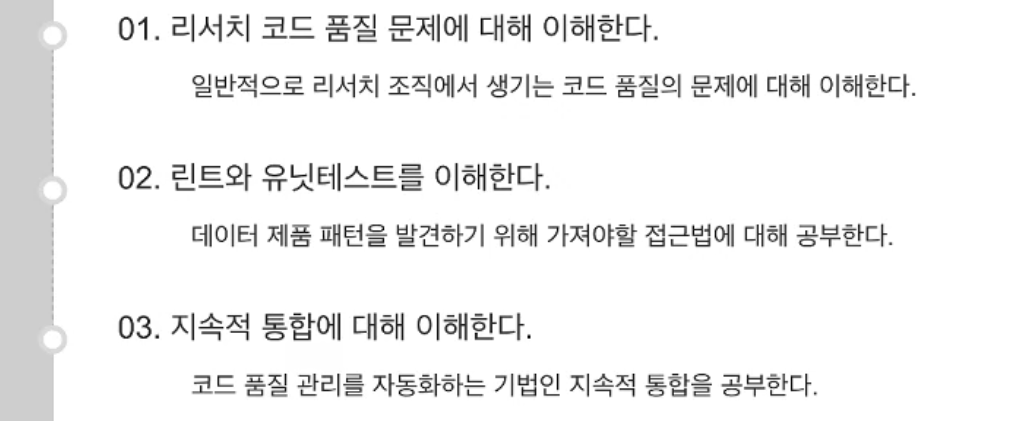 01. 리서치 코드 품질 문제에 대해 이해한다.
일반적으로 리서치 조직에서 생기는 코드 품질의 문제에 대해 이해한다.
02. 린트와 유닛테스트를 이해한다.
데이터 제품 패턴을 발견하기 위해 가져야할 접근법에 대해 공부한다.
03. 지속적 통합에 대해 이해한다.
코드 품질 관리를 자동화하는 기법인 지속적 통합을 공부한다.